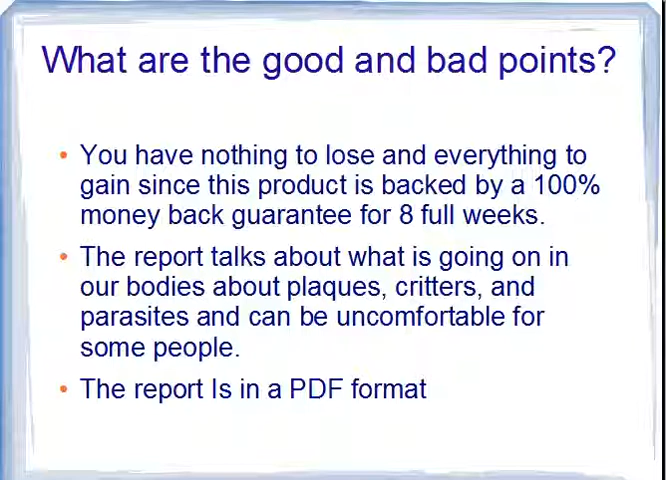 What are the good and bad points?
• You have nothing to lose and everything to
gain since this product is backed by a 100%
money back guarantee for 8 full weeks.
• The report talks about what is going on in
our bodies about plaques, critters, and
parasites and can be uncomfortable for
some people.
• The report Is in a PDF format